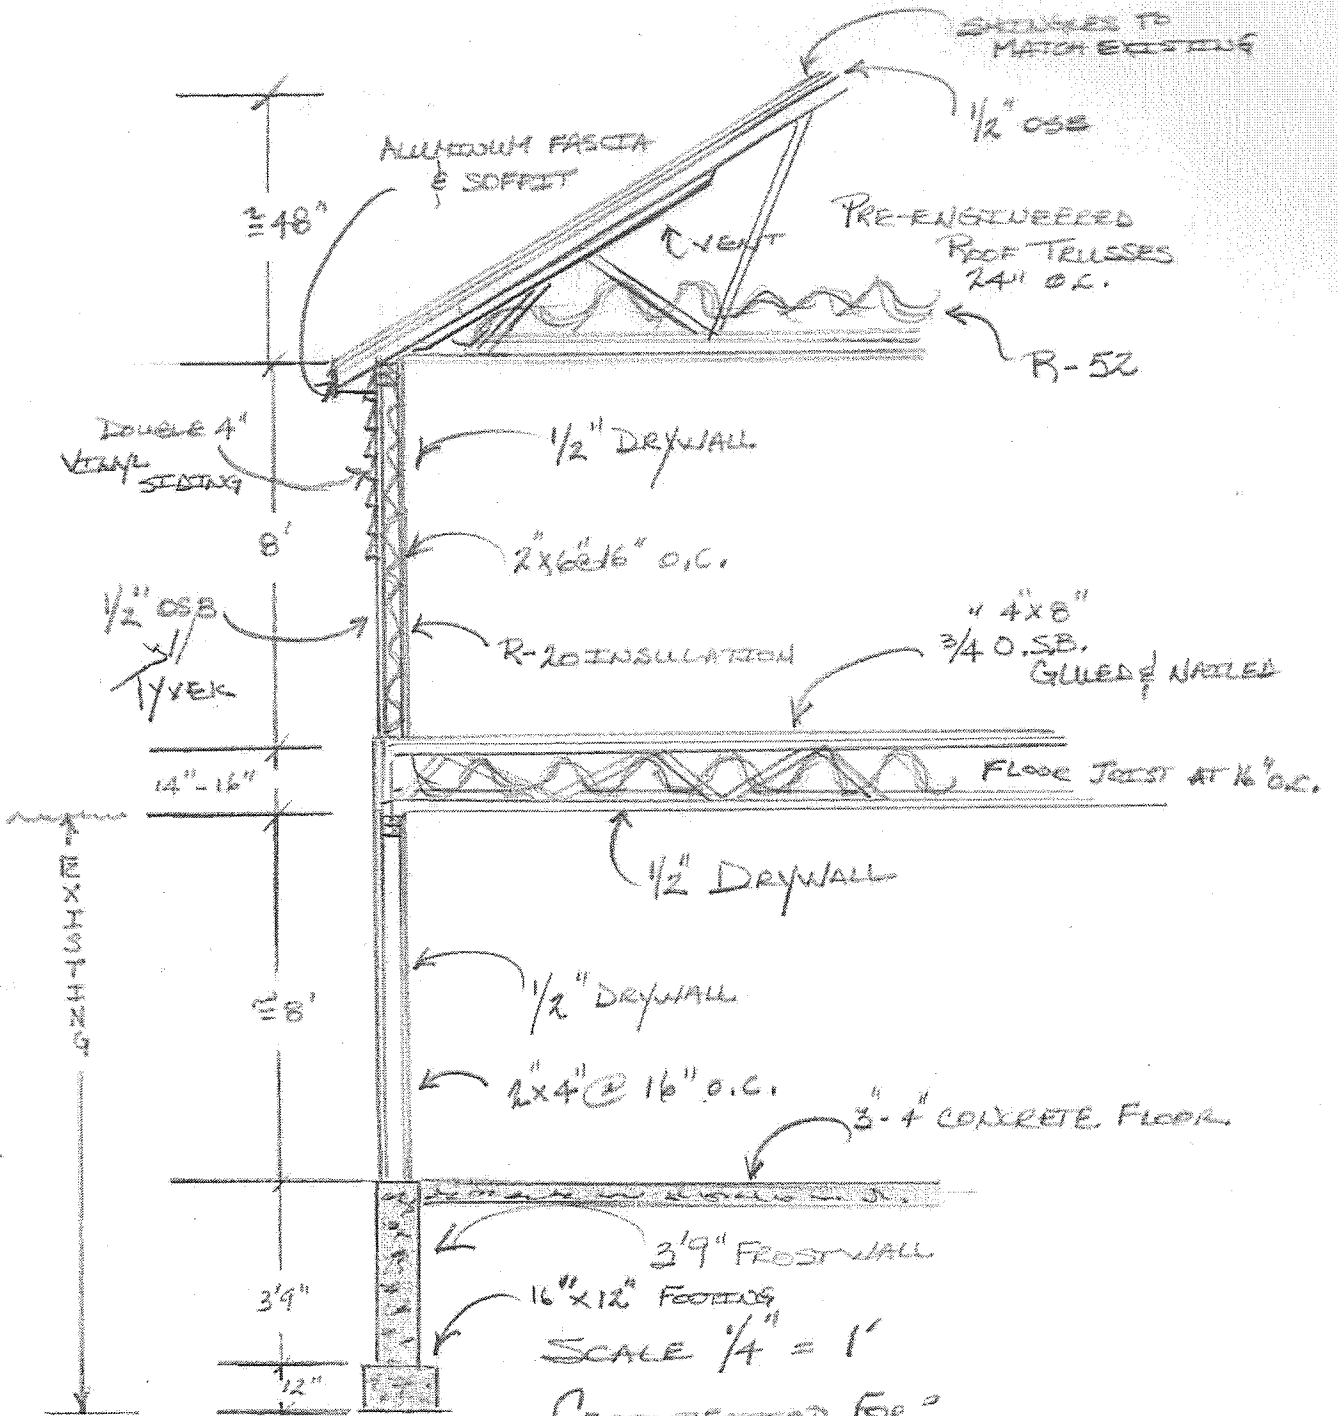 SHINGLES TO
MATCH EXISTING
1/2" OSB
ALUMINUM FASCIA
& SOFFIT
≅48"
VENT
PRE-ENGINEERED
ROOF TRUSSES
24" O.C.
R-52
DOUBLE 4"
VINYL
SIDING
1/2" DRYWALL
8'
2"x6"@16" O.C.
1/2" OSB
TYVEK
R-20 INSULATION
4"x8"
3/4" O.S.B.
GLUED & NAILED
14"-16"
FLOOR JOIST AT 16" O.C.
EXISTING
1/2" DRYWALL
≅8'
1/2" DRYWALL
2"x4"@ 16" O.C.
3"-4" CONCRETE FLOOR
3'9" FROSTWALL
3'9"
16"x12" FOOTING
SCALE 1/4" = 1'
12"
FOR